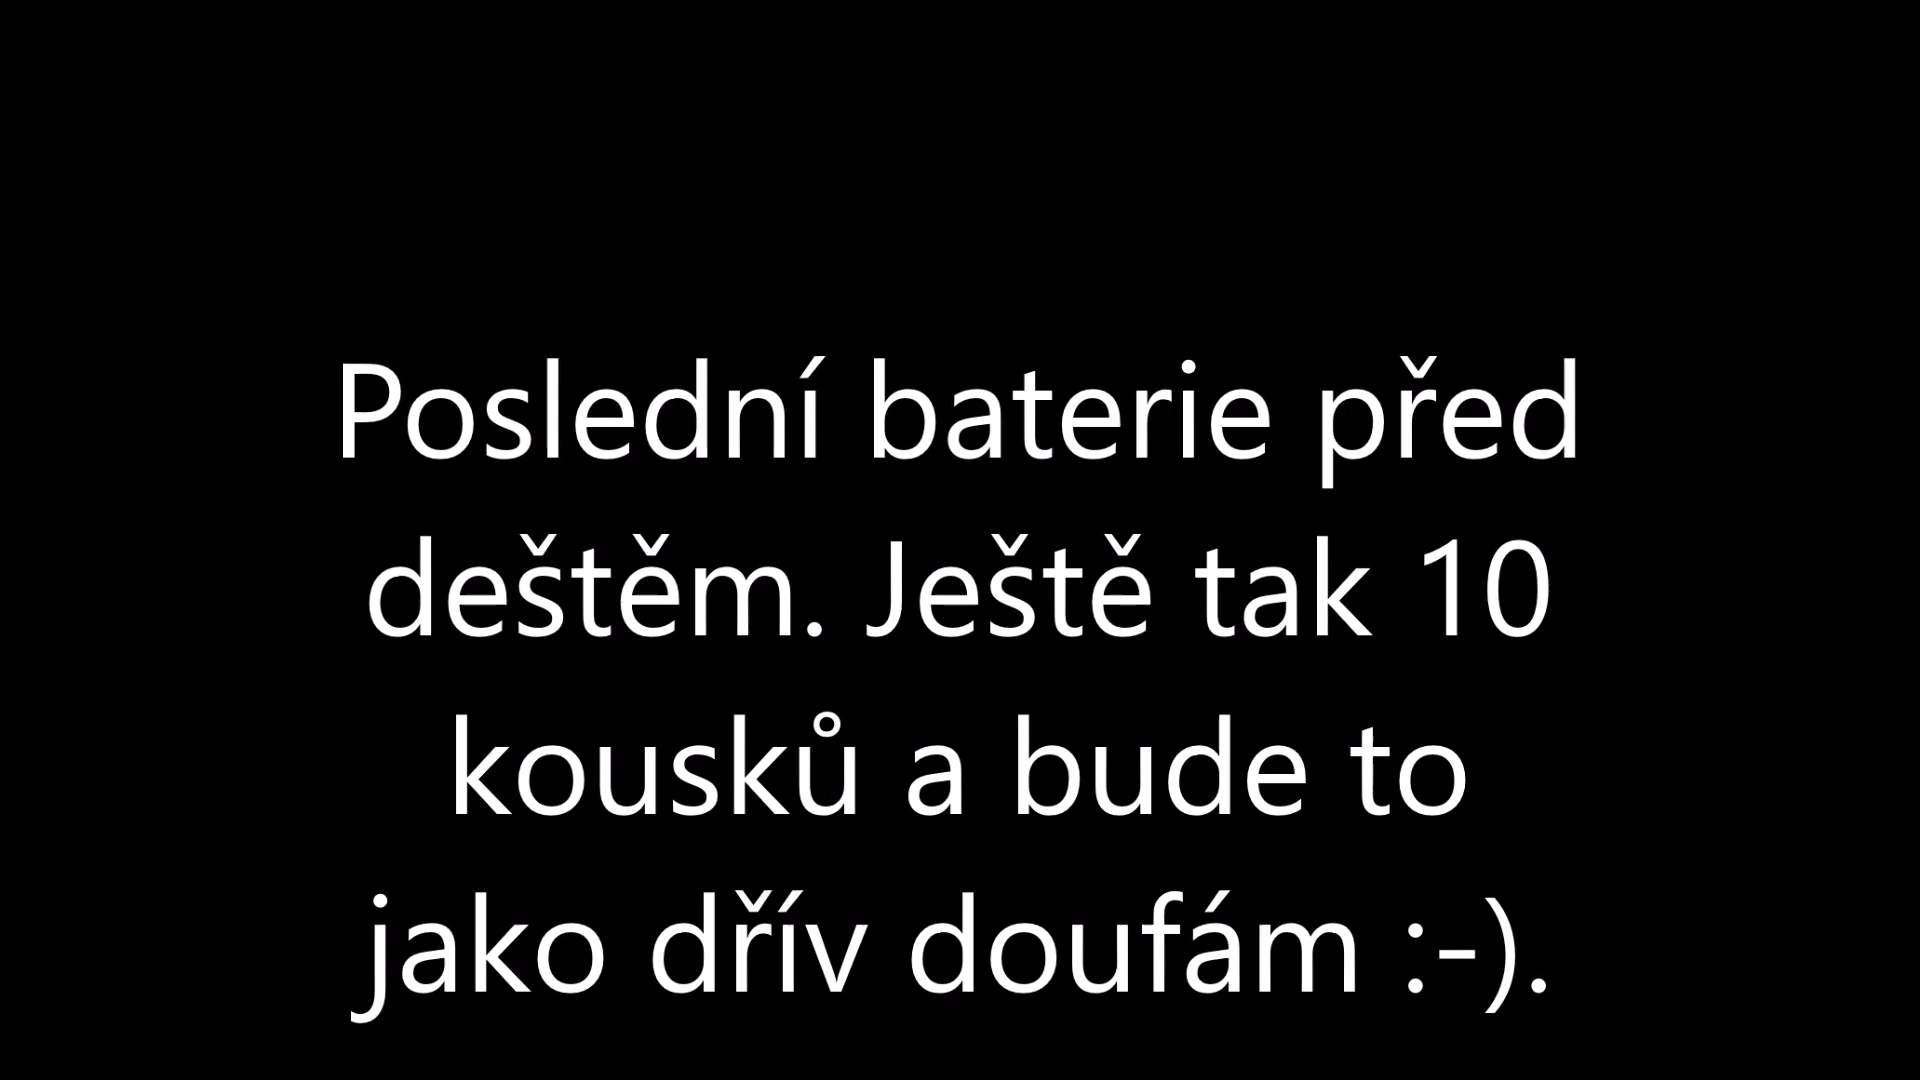 Poslední baterie před
deštěm. Ještě tak 10
kousků a bude to
jako dřív doufám :-).